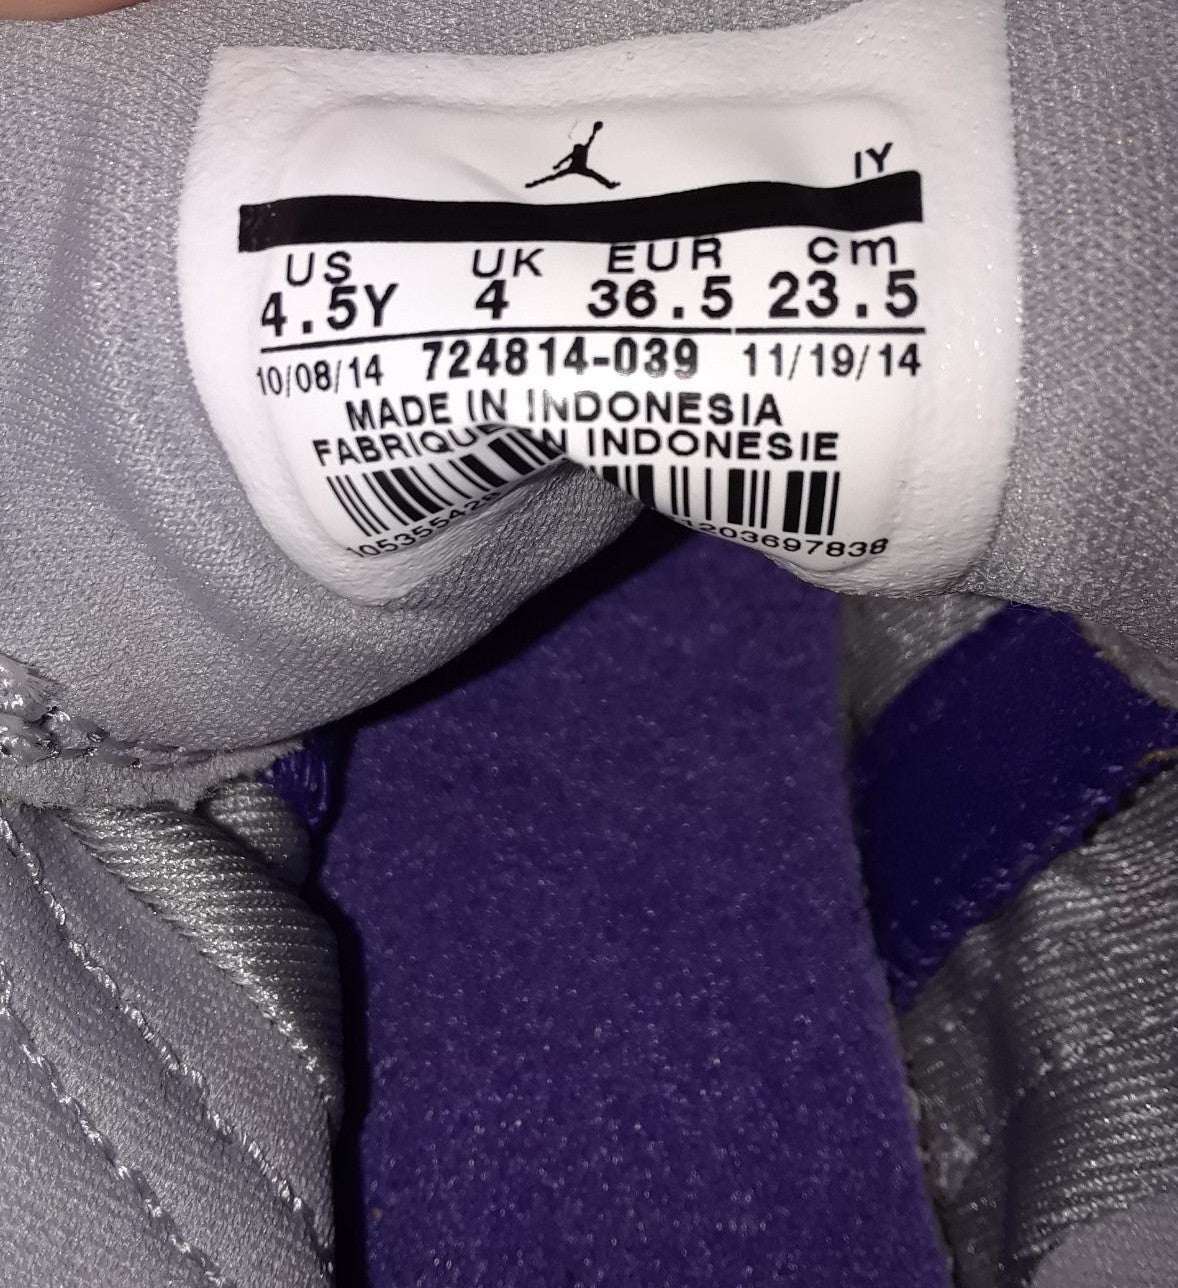 IY
US UK EUR cm
4.5Y 4 36.5 23.5
10/08/14 724814-039 11/19/14
MADE IN INDONESIA
FABRIQUE EN INDONESIE
203697838